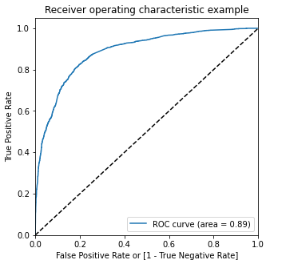 Receiver operating characteristic example
1.0
0.8
0.6
0.4
0.2
0.0
True Positive Rate
ROC curve (area = 0.89)
0.0 0.2 0.4 0.6 0.8 1.0
False Positive Rate or [1 - True Negative Rate]